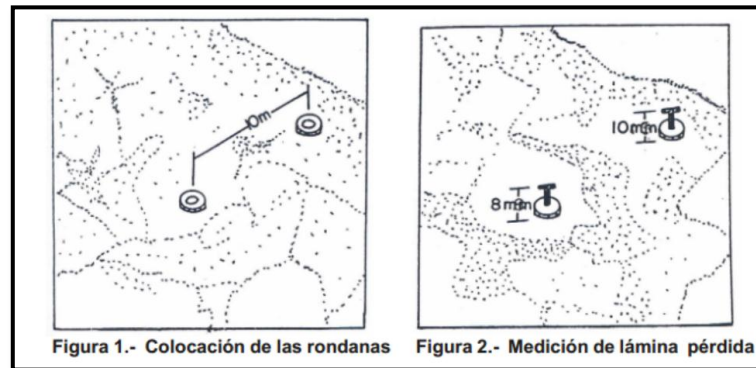 10m
10mm
8mm
Figura 1.- Colocación de las rondanas
Figura 2.- Medición de lámina pérdida